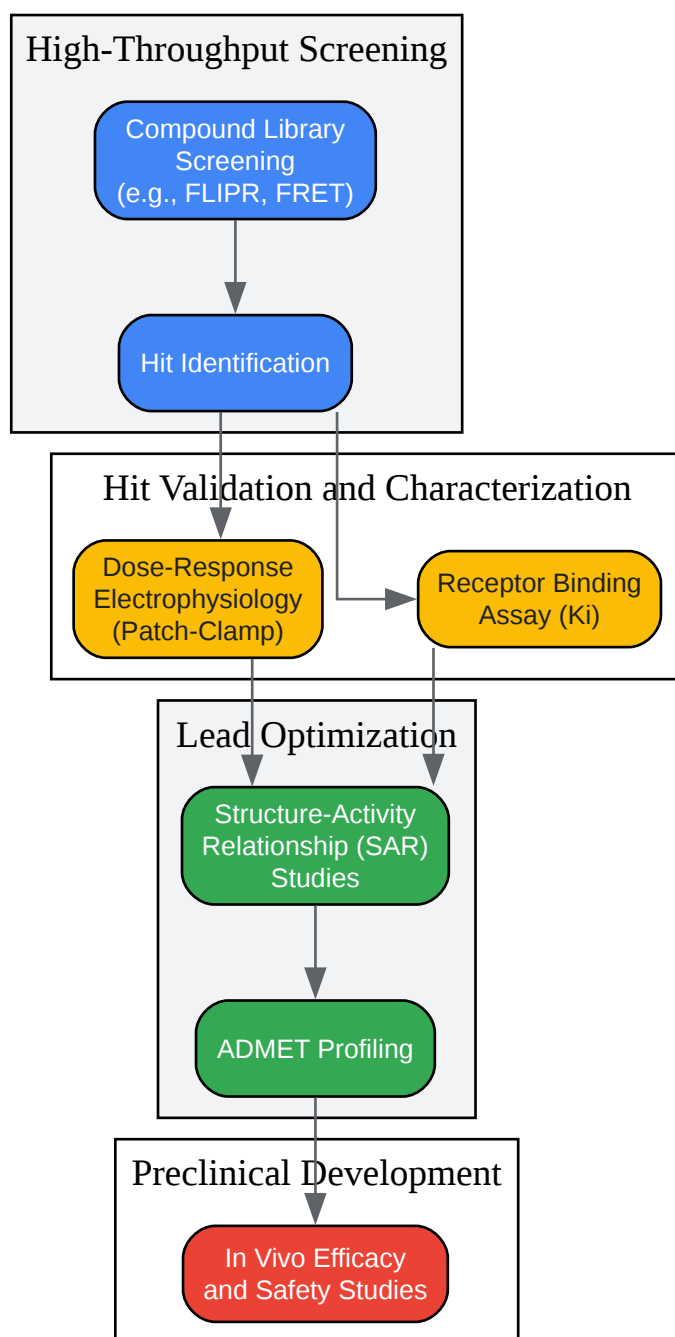 High-Throughput Screening
Compound Library
Screening
(e.g., FLIPR, FRET)
Hit Identification
Hit Validation and Characterization
Dose-Response
Electrophysiology
(Patch-Clamp)
Receptor Binding
Assay (Ki)
Lead Optimization
Structure-Activity
Relationship (SAR)
Studies
ADMET Profiling
Preclinical Development
In Vivo Efficacy
and Safety Studies